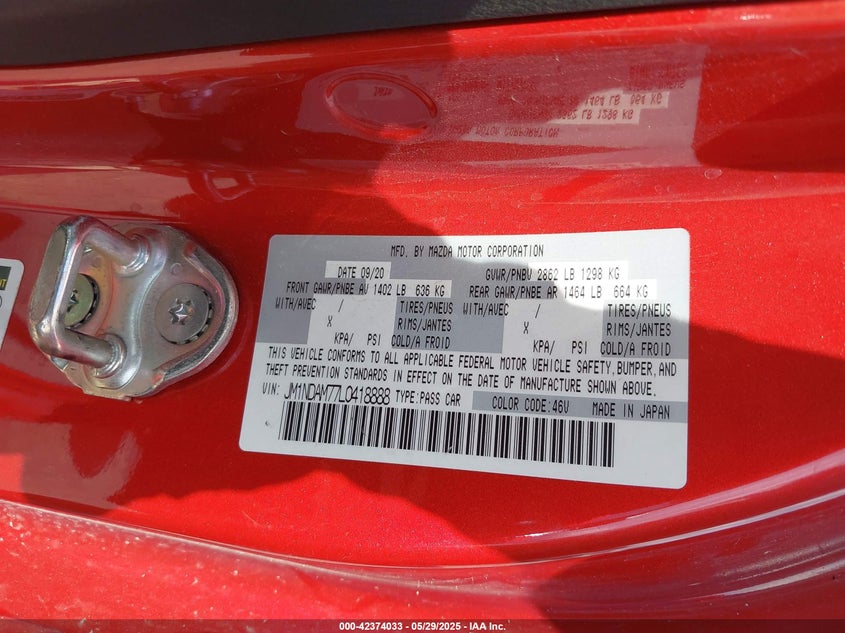 MFD. BY MAZDA MOTOR CORPORATION
DATE 09/20 GVWR/PNBV 2862 LB 1298 KG
FRONT GAWR/PNBE AV 1402 LB 636 KG REAR GAWR/PNBE AR 1464 LB 664 KG
WITH/AVEC / TIRES/PNEUS WITH/AVEC / TIRES/PNEUS
X RIMS/JANTES X RIMS/JANTES
KPA/ PSI COLD/A FROID KPA/ PSI COLD/A FROID
THIS VEHICLE CONFORMS TO ALL APPLICABLE FEDERAL MOTOR VEHICLE SAFETY, BUMPER, AND
THEFT PREVENTION STANDARDS IN EFFECT ON THE DATE OF MANUFACTURE SHOWN ABOVE.
VIN: JM1NDAM77L0418888 TYPE:PASS CAR COLOR CODE:46V MADE IN JAPAN
000-42374033 - 05/29/2025 - IAA Inc.